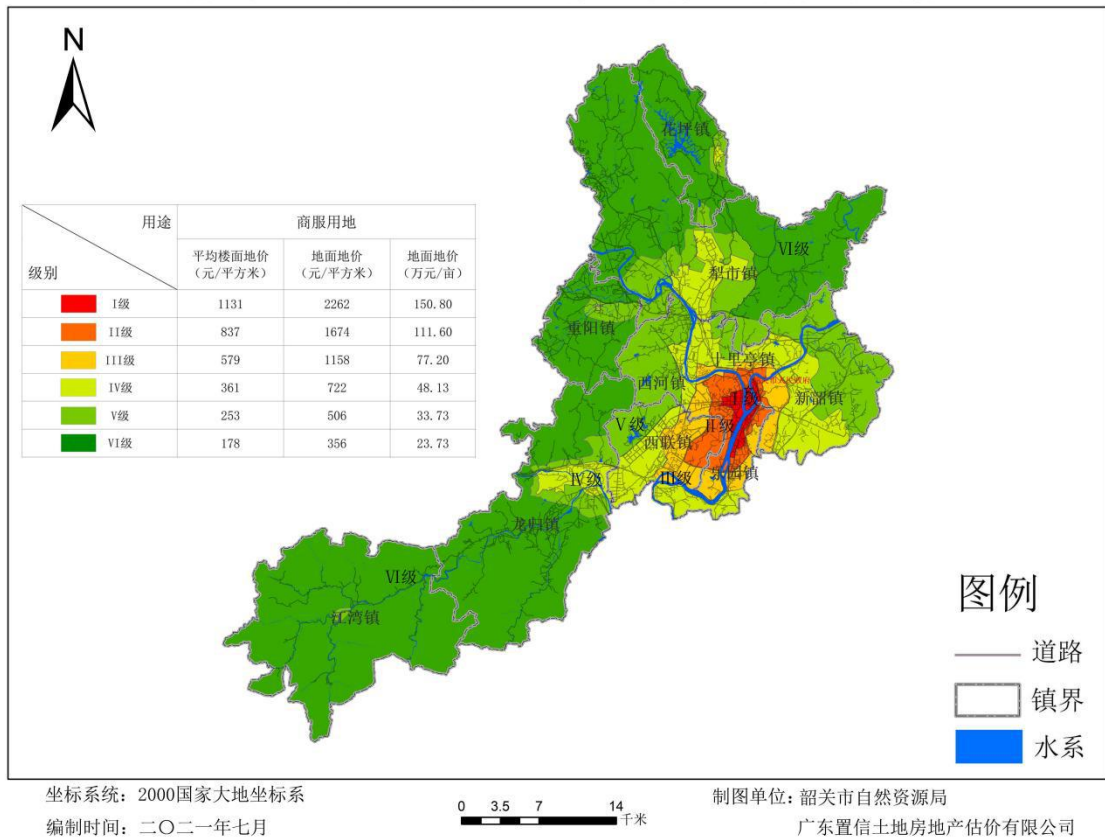 N
用途
商服用地
级别
平均楼面地价
（元/平方米）
地面地价
（元/平方米）
地面地价
（万元/亩）
I级 1131 2262 150.80
II级 837 1674 111.60
III级 579 1158 77.20
IV级 361 722 48.13
V级 253 506 33.73
VI级 178 356 23.73
花坪镇
VI级
犁市镇
重阳镇
十里亭镇
西河镇
I级
新韶镇
V级
II级
西联镇
IV级
III级
龙归镇
VI级
江湾镇
图例
道路
镇界
水系
坐标系统：2000国家大地坐标系
编制时间：二〇二一年七月
0 3.5 7 14
千米
制图单位：韶关市自然资源局
广东置信土地房地产估价有限公司